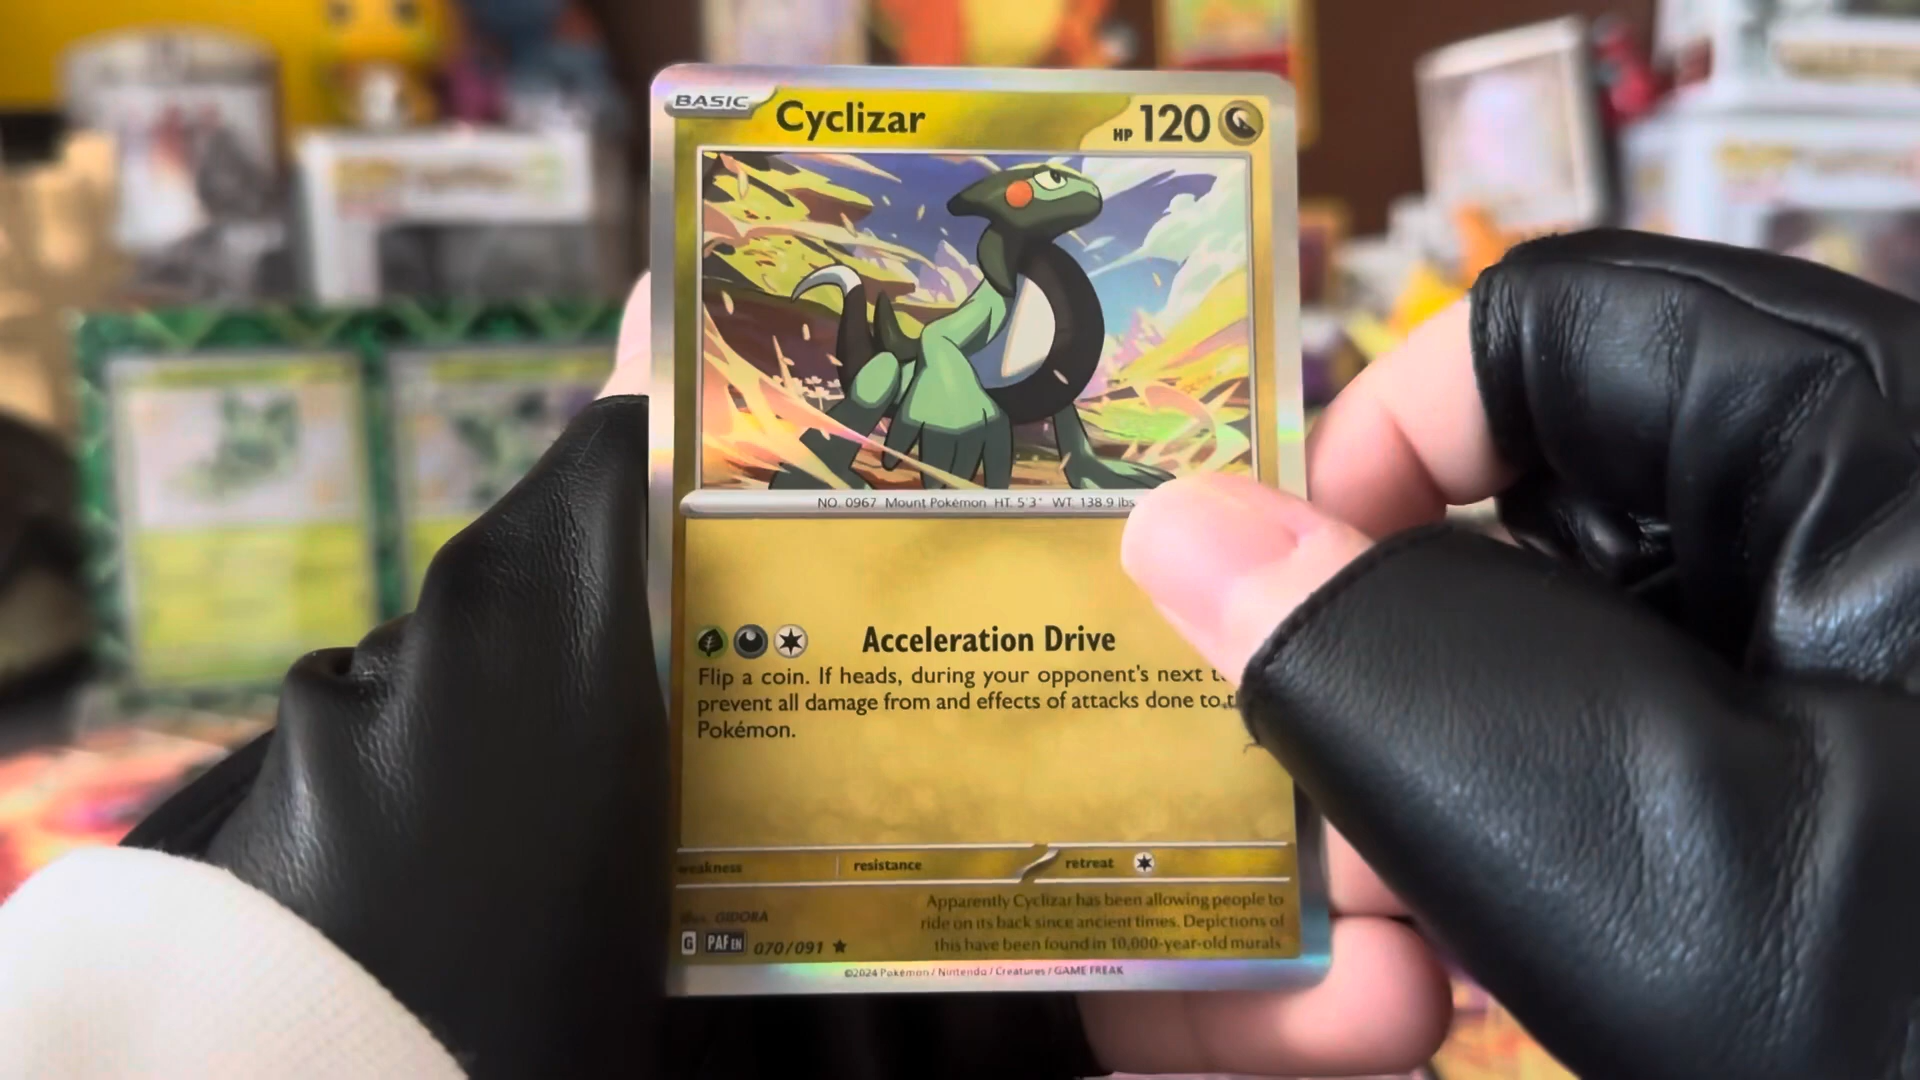 BASIC Cyclizar HP 120
NO. 0967 Mount Pokémon HT: 5'3" WT: 138.9 lbs
Acceleration Drive
Flip a coin. If heads, during your opponent's next
prevent all damage from and effects of attacks done to
Pokémon.
weakness resistance retreat
Illus. GIDORA
G PAF EN 070/091
Apparently Cyclizar has been allowing people to
ride on its back since ancient times. Depictions of
this have been found in 10,000-year-old murals.
©2024 Pokémon / Nintendo / Creatures / GAME FREAK